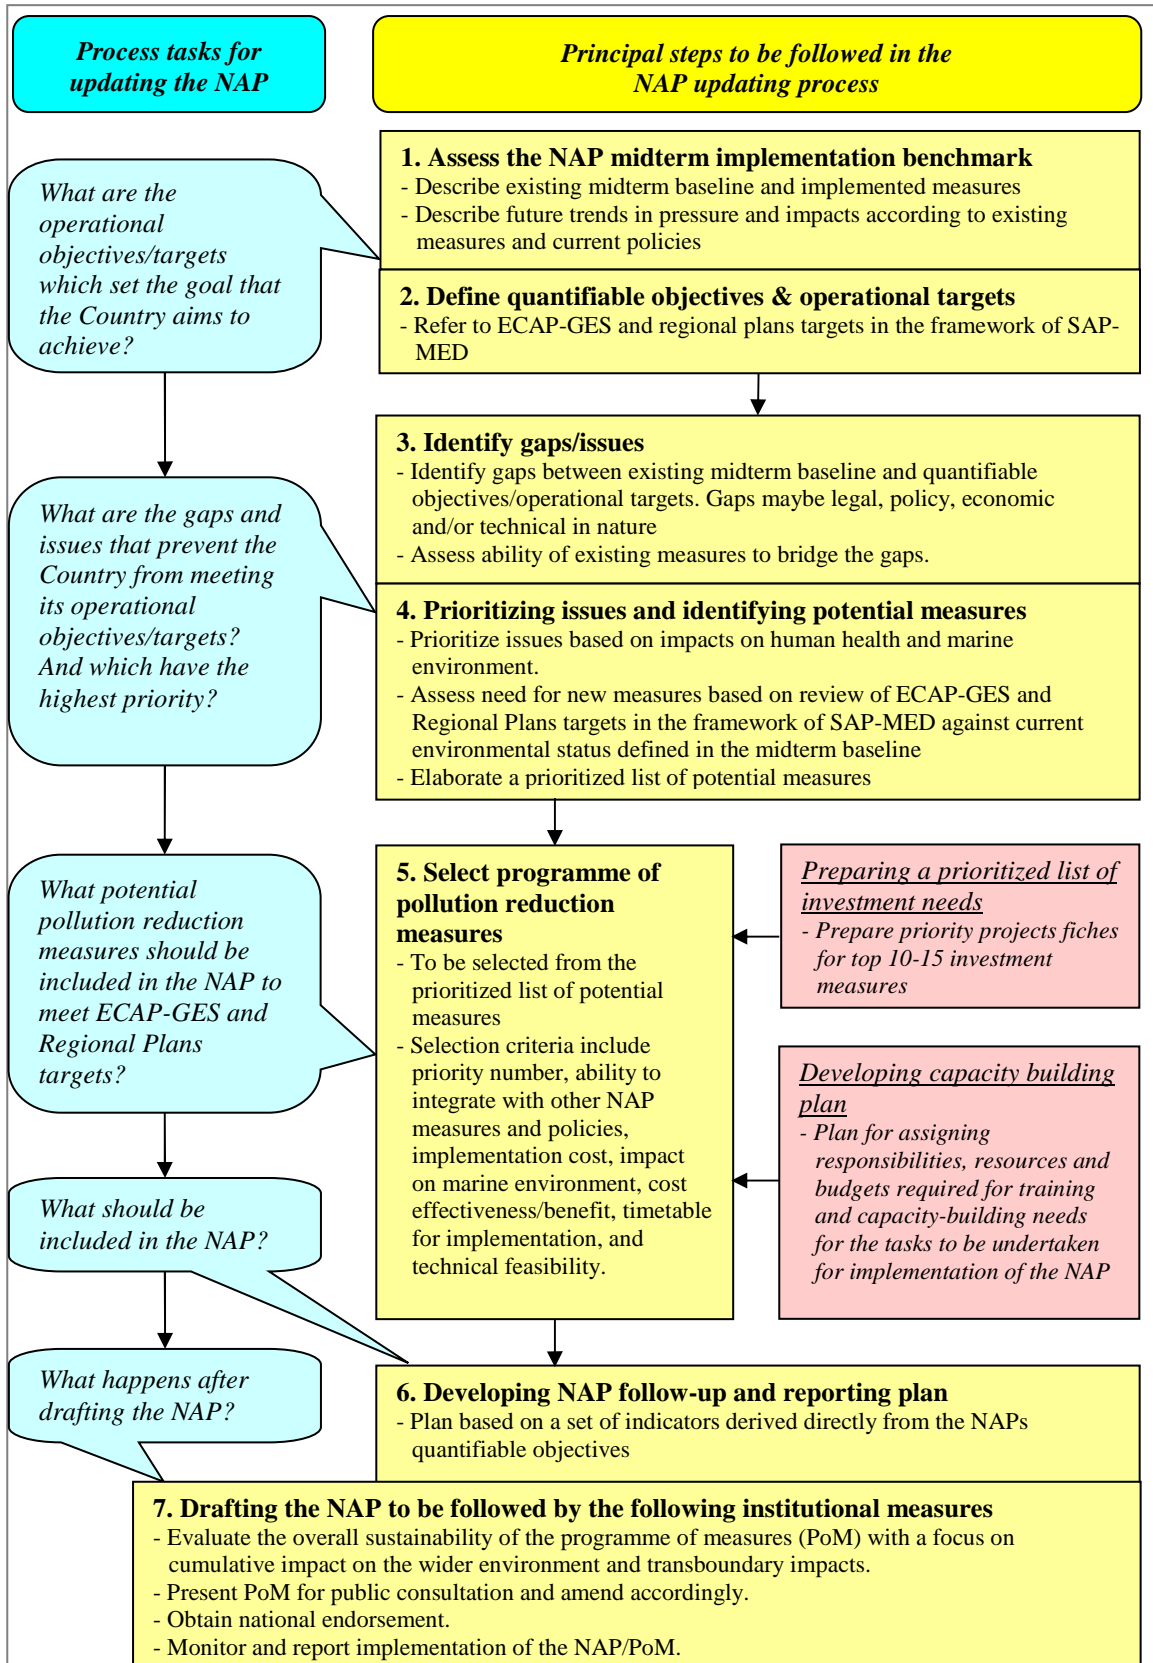 Process tasks for
updating the NAP
Principal steps to be followed in the
NAP updating process
What are the
operational
objectives/targets
which set the goal that
the Country aims to
achieve?
1. Assess the NAP midterm implementation benchmark
- Describe existing midterm baseline and implemented measures
- Describe future trends in pressure and impacts according to existing
measures and current policies
2. Define quantifiable objectives & operational targets
- Refer to ECAP-GES and regional plans targets in the framework of SAP-
MED
What are the gaps and
issues that prevent the
Country from meeting
its operational
objectives/targets?
And which have the
highest priority?
3. Identify gaps/issues
- Identify gaps between existing midterm baseline and quantifiable
objectives/operational targets. Gaps maybe legal, policy, economic
and/or technical in nature
- Assess ability of existing measures to bridge the gaps.
4. Prioritizing issues and identifying potential measures
- Prioritize issues based on impacts on human health and marine
environment.
- Assess need for new measures based on review of ECAP-GES and
Regional Plans targets in the framework of SAP-MED against current
environmental status defined in the midterm baseline
- Elaborate a prioritized list of potential measures
What potential
pollution reduction
measures should be
included in the NAP to
meet ECAP-GES and
Regional Plans
targets?
5. Select programme of
pollution reduction
measures
- To be selected from the
prioritized list of potential
measures
- Selection criteria include
priority number, ability to
integrate with other NAP
measures and policies,
implementation cost, impact
on marine environment, cost
effectiveness/benefit, timetable
for implementation, and
technical feasibility.
Preparing a prioritized list of
investment needs
- Prepare priority projects fiches
for top 10-15 investment
measures
Developing capacity building
plan
- Plan for assigning
responsibilities, resources and
budgets required for training
and capacity-building needs
for the tasks to be undertaken
for implementation of the NAP
What should be
included in the NAP?
What happens after
drafting the NAP?
6. Developing NAP follow-up and reporting plan
- Plan based on a set of indicators derived directly from the NAPs
quantifiable objectives
7. Drafting the NAP to be followed by the following institutional measures
- Evaluate the overall sustainability of the programme of measures (PoM) with a focus on
cumulative impact on the wider environment and transboundary impacts.
- Present PoM for public consultation and amend accordingly.
- Obtain national endorsement.
- Monitor and report implementation of the NAP/PoM.